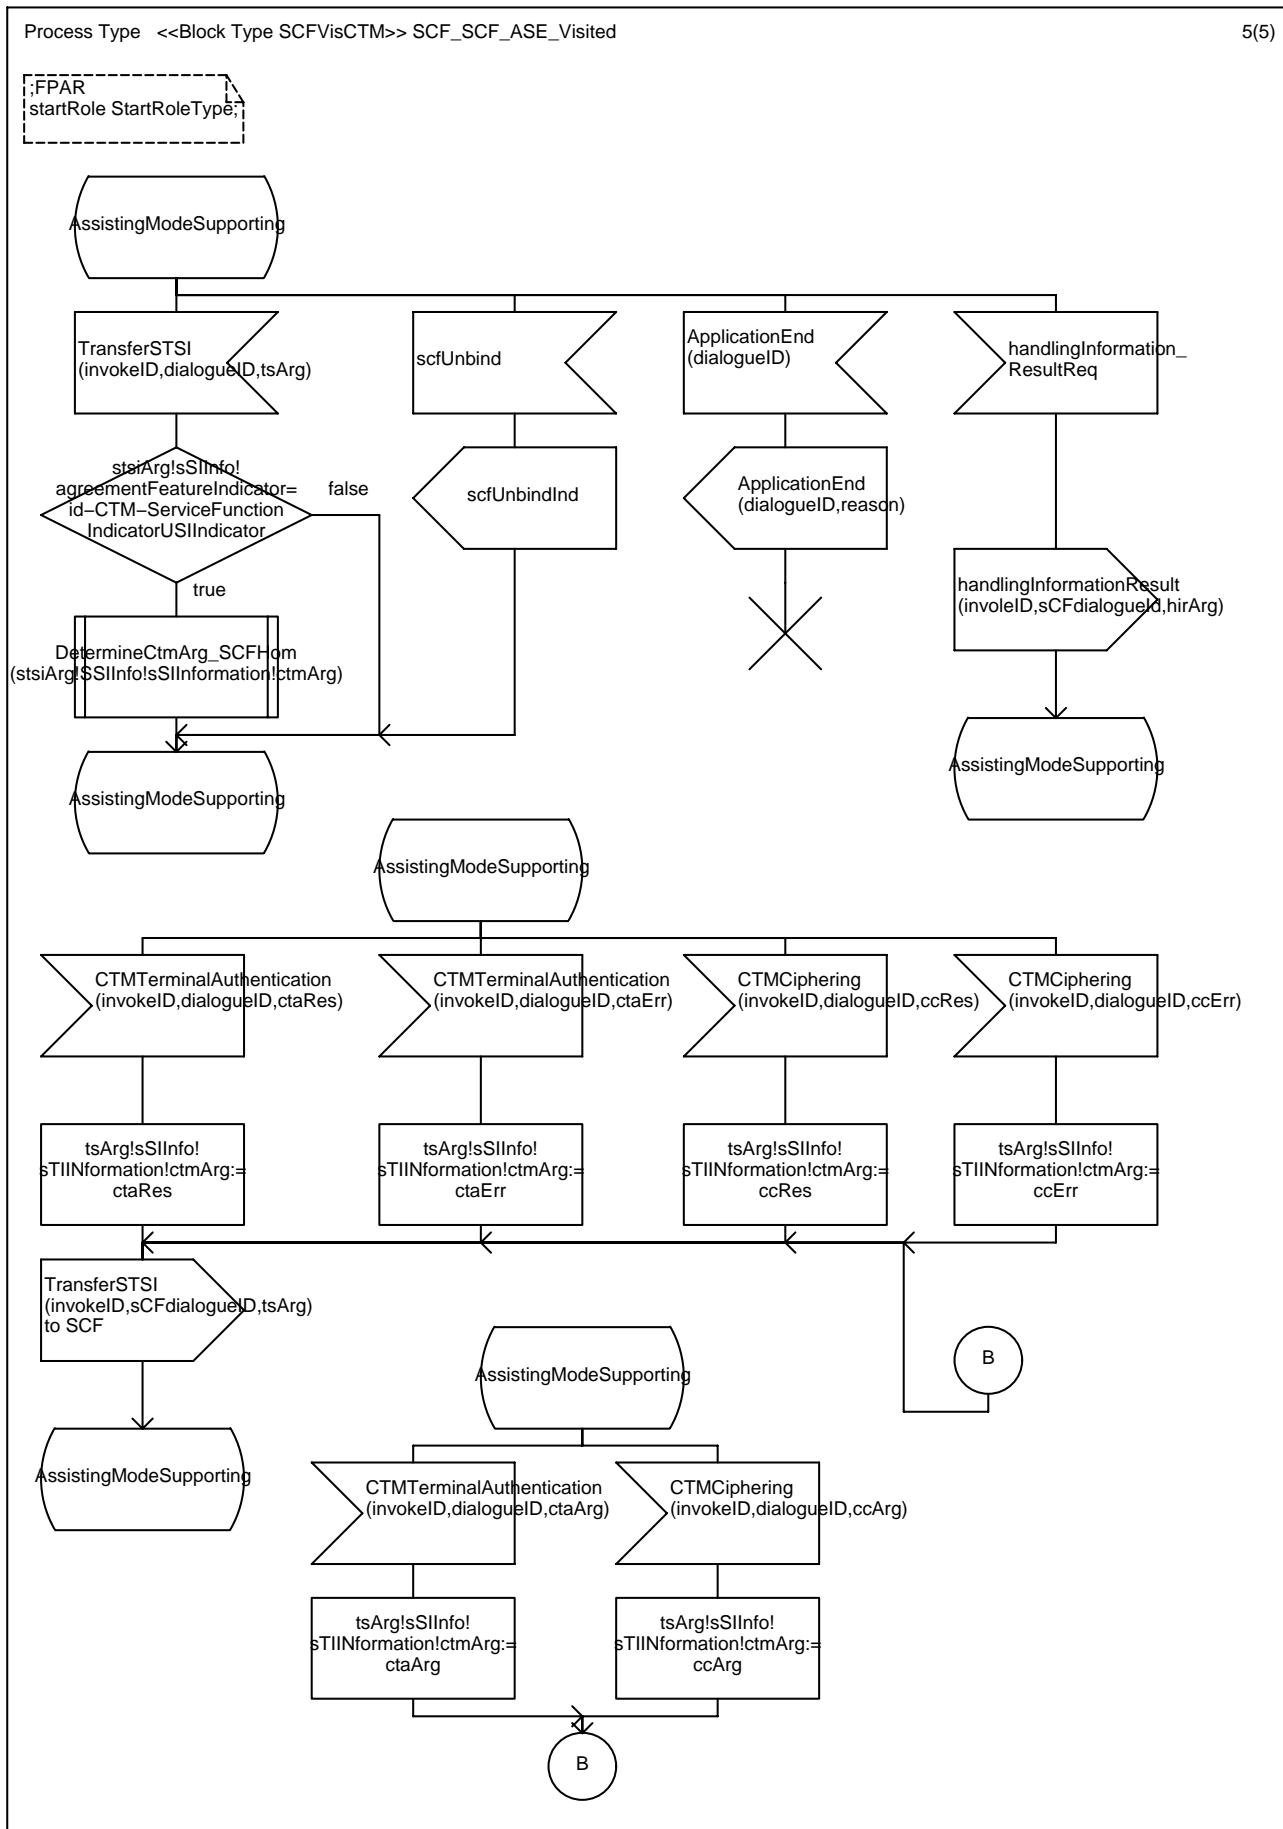 Process Type <<Block Type SCFVisCTM>> SCF_SCF_ASE_Visited
5(5)
;FPAR
startRole StartRoleType;
AssistingModeSupporting
TransferSTSI
(invokeID,dialogueID,tsArg)
scfUnbind
ApplicationEnd
(dialogueID)
handlingInformation_
ResultReq
stsiArg!sSIInfo!
agreementFeatureIndicator=
id-CTM-ServiceFunction
IndicatorUSIIndicator
false
true
scfUnbindInd
ApplicationEnd
(dialogueID,reason)
handlingInformationResult
(involeID,sCFdialogueId,hirArg)
DetermineCtmArg_SCFHom
(stsiArg!SSIInfo!sSIInformation!ctmArg)
AssistingModeSupporting
AssistingModeSupporting
AssistingModeSupporting
CTMTerminalAuthentication
(invokeID,dialogueID,ctaRes)
CTMTerminalAuthentication
(invokeID,dialogueID,ctaErr)
CTMCiphering
(invokeID,dialogueID,ccRes)
CTMCiphering
(invokeID,dialogueID,ccErr)
tsArg!sSIInfo!
sTIINformation!ctmArg:=
ctaRes
tsArg!sSIInfo!
sTIINformation!ctmArg:=
ctaErr
tsArg!sSIInfo!
sTIINformation!ctmArg:=
ccRes
tsArg!sSIInfo!
sTIINformation!ctmArg:=
ccErr
TransferSTSI
(invokeID,sCFdialogueID,tsArg)
to SCF
B
AssistingModeSupporting
AssistingModeSupporting
CTMTerminalAuthentication
(invokeID,dialogueID,ctaArg)
CTMCiphering
(invokeID,dialogueID,ccArg)
tsArg!sSIInfo!
sTIINformation!ctmArg:=
ctaArg
tsArg!sSIInfo!
sTIINformation!ctmArg:=
ccArg
B